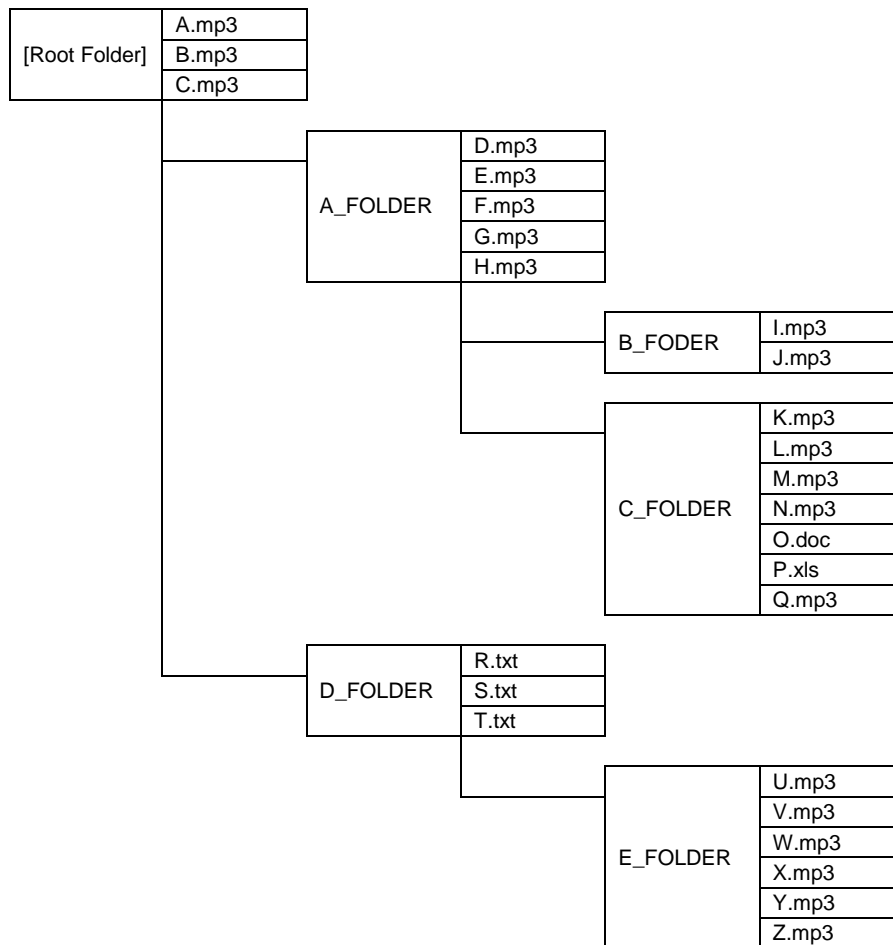 [Root Folder]
A.mp3
B.mp3
C.mp3
A_FOLDER
D.mp3
E.mp3
F.mp3
G.mp3
H.mp3
B_FODER
I.mp3
J.mp3
C_FOLDER
K.mp3
L.mp3
M.mp3
N.mp3
O.doc
P.xls
Q.mp3
D_FOLDER
R.txt
S.txt
T.txt
E_FOLDER
U.mp3
V.mp3
W.mp3
X.mp3
Y.mp3
Z.mp3